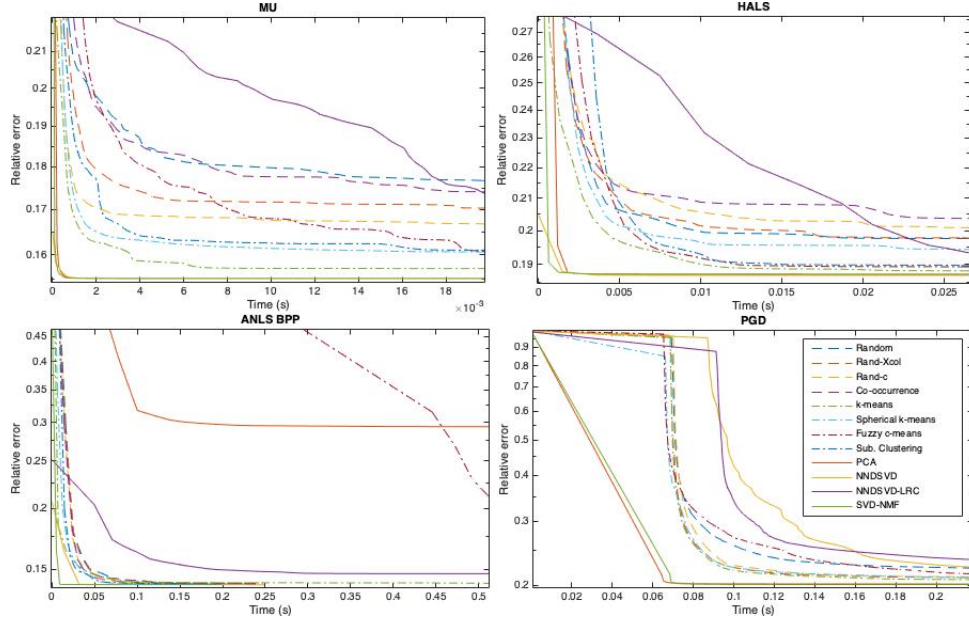 MU
Relative error
0.21
0.2
0.19
0.18
0.17
0.16
0 2 4 6 8 10 12 14 16 18
Time (s)
×10⁻³
HALS
Relative error
0.27
0.26
0.25
0.24
0.23
0.22
0.21
0.2
0.19
0 0.005 0.01 0.015 0.02 0.025
Time (s)
ANLS BPP
Relative error
0.45
0.4
0.35
0.3
0.25
0.2
0.15
0 0.05 0.1 0.15 0.2 0.25 0.3 0.35 0.4 0.45 0.5
Time (s)
PGD
Relative error
0.9
0.8
0.7
0.6
0.5
0.4
0.3
0.2
0.02 0.04 0.06 0.08 0.1 0.12 0.14 0.16 0.18 0.2
Time (s)
Random
Rand-Xcol
Rand-c
Co-occurrence
k-means
Spherical k-means
Fuzzy c-means
Sub. Clustering
PCA
NNDSVD
NNDSVD-LRC
SVD-NMF